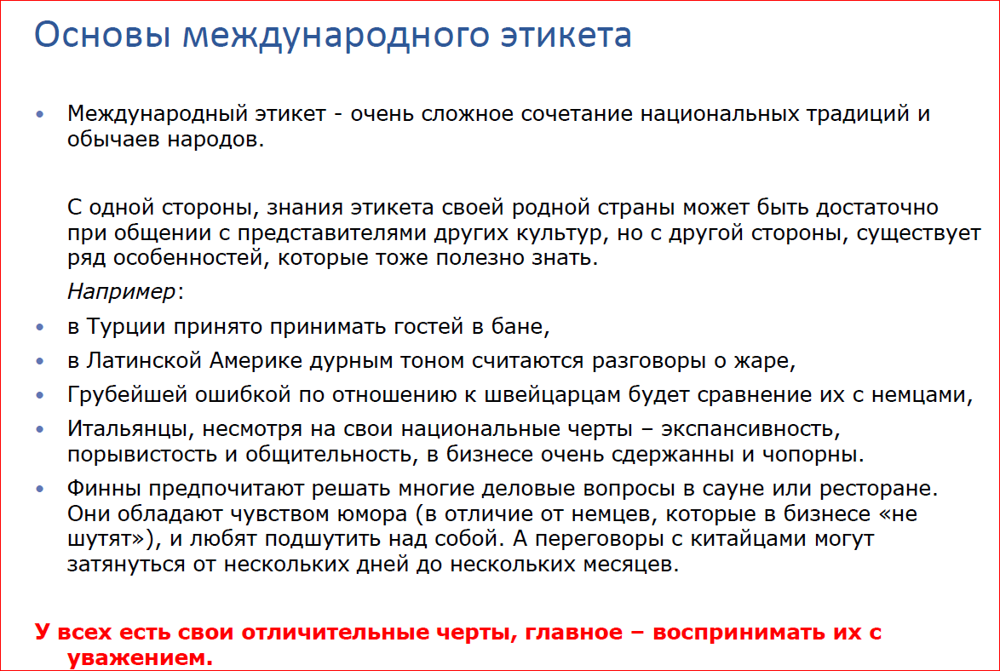 Основы международного этикета
• Международный этикет - очень сложное сочетание национальных традиций и
обычаев народов.
С одной стороны, знания этикета своей родной страны может быть достаточно
при общении с представителями других культур, но с другой стороны, существует
ряд особенностей, которые тоже полезно знать.
Например:
• в Турции принято принимать гостей в бане,
• в Латинской Америке дурным тоном считаются разговоры о жаре,
• Грубейшей ошибкой по отношению к швейцарцам будет сравнение их с немцами,
• Итальянцы, несмотря на свои национальные черты – экспансивность,
порывистость и общительность, в бизнесе очень сдержанны и чопорны.
• Финны предпочитают решать многие деловые вопросы в сауне или ресторане.
Они обладают чувством юмора (в отличие от немцев, которые в бизнесе «не
шутят»), и любят подшутить над собой. А переговоры с китайцами могут
затянуться от нескольких дней до нескольких месяцев.
У всех есть свои отличительные черты, главное – воспринимать их с
уважением.